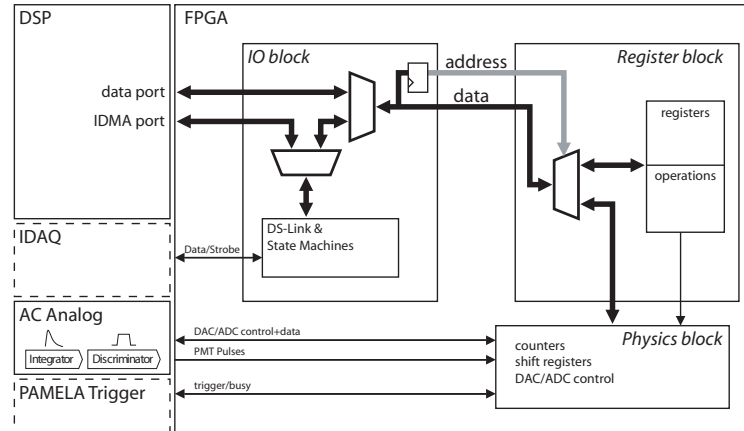 DSP
FPGA
IO block
Register block
address
data
data port
IDMA port
registers
operations
DS-Link &
State Machines
IDAQ
Data/Strobe
AC Analog
Integrator
Discriminator
DAC/ADC control+data
PMT Pulses
Physics block
counters
shift registers
DAC/ADC control
PAMELA Trigger
trigger/busy